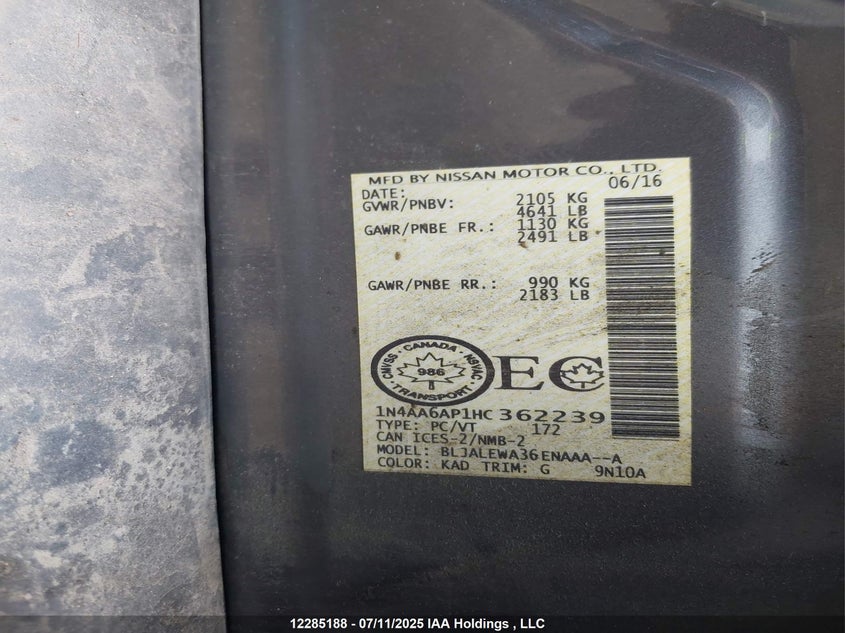 MFD BY NISSAN MOTOR CO., LTD.
DATE: 06/16
GVWR/PNBV: 2105 KG
4641 LB
GAWR/PNBE FR.: 1130 KG
2491 LB
GAWR/PNBE RR.: 990 KG
2183 LB
CANADA
CMVSS · NSVAC
986
TRANSPORT
EC
1N4AA6AP1HC362239
TYPE: PC/VT 172
CAN ICES-2/NMB-2
MODEL: BLJALEWA36ENAAA--A
COLOR: KAD TRIM: G 9N10A
12285188 - 07/11/2025 IAA Holdings , LLC